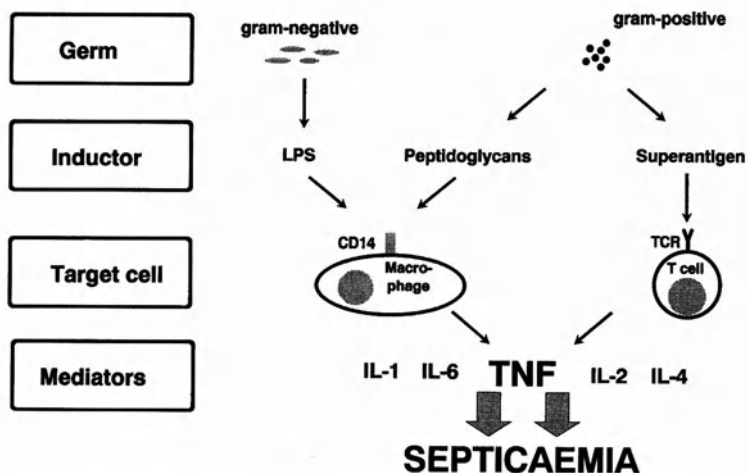 gram-negative
gram-positive
Germ
Inductor
LPS
Peptidoglycans
Superantigen
CD14
TCR
Target cell
Macro-
phage
T cell
Mediators
IL-1 IL-6 TNF IL-2 IL-4
SEPTICAEMIA